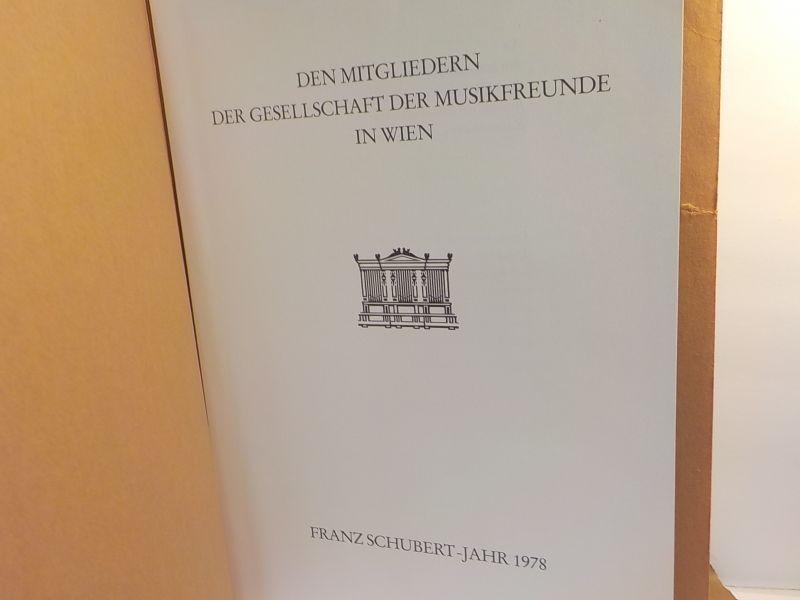 DEN MITGLIEDERN
DER GESELLSCHAFT DER MUSIKFREUNDE
IN WIEN
FRANZ SCHUBERT-JAHR 1978